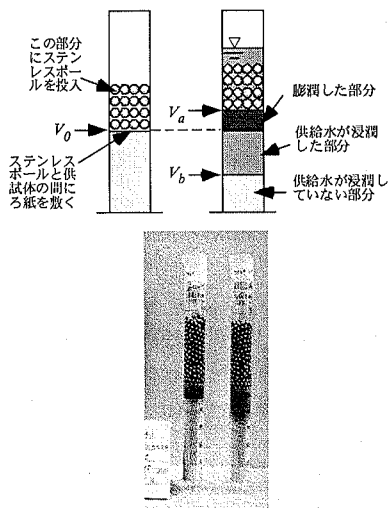 この部分
にステン
レスボー
ルを投入
V0
ステンレス
ボールと供
試体の間に
ろ紙を敷く
Va
Vb
膨潤した部分
供給水が浸潤
した部分
供給水が浸潤し
ていない部分